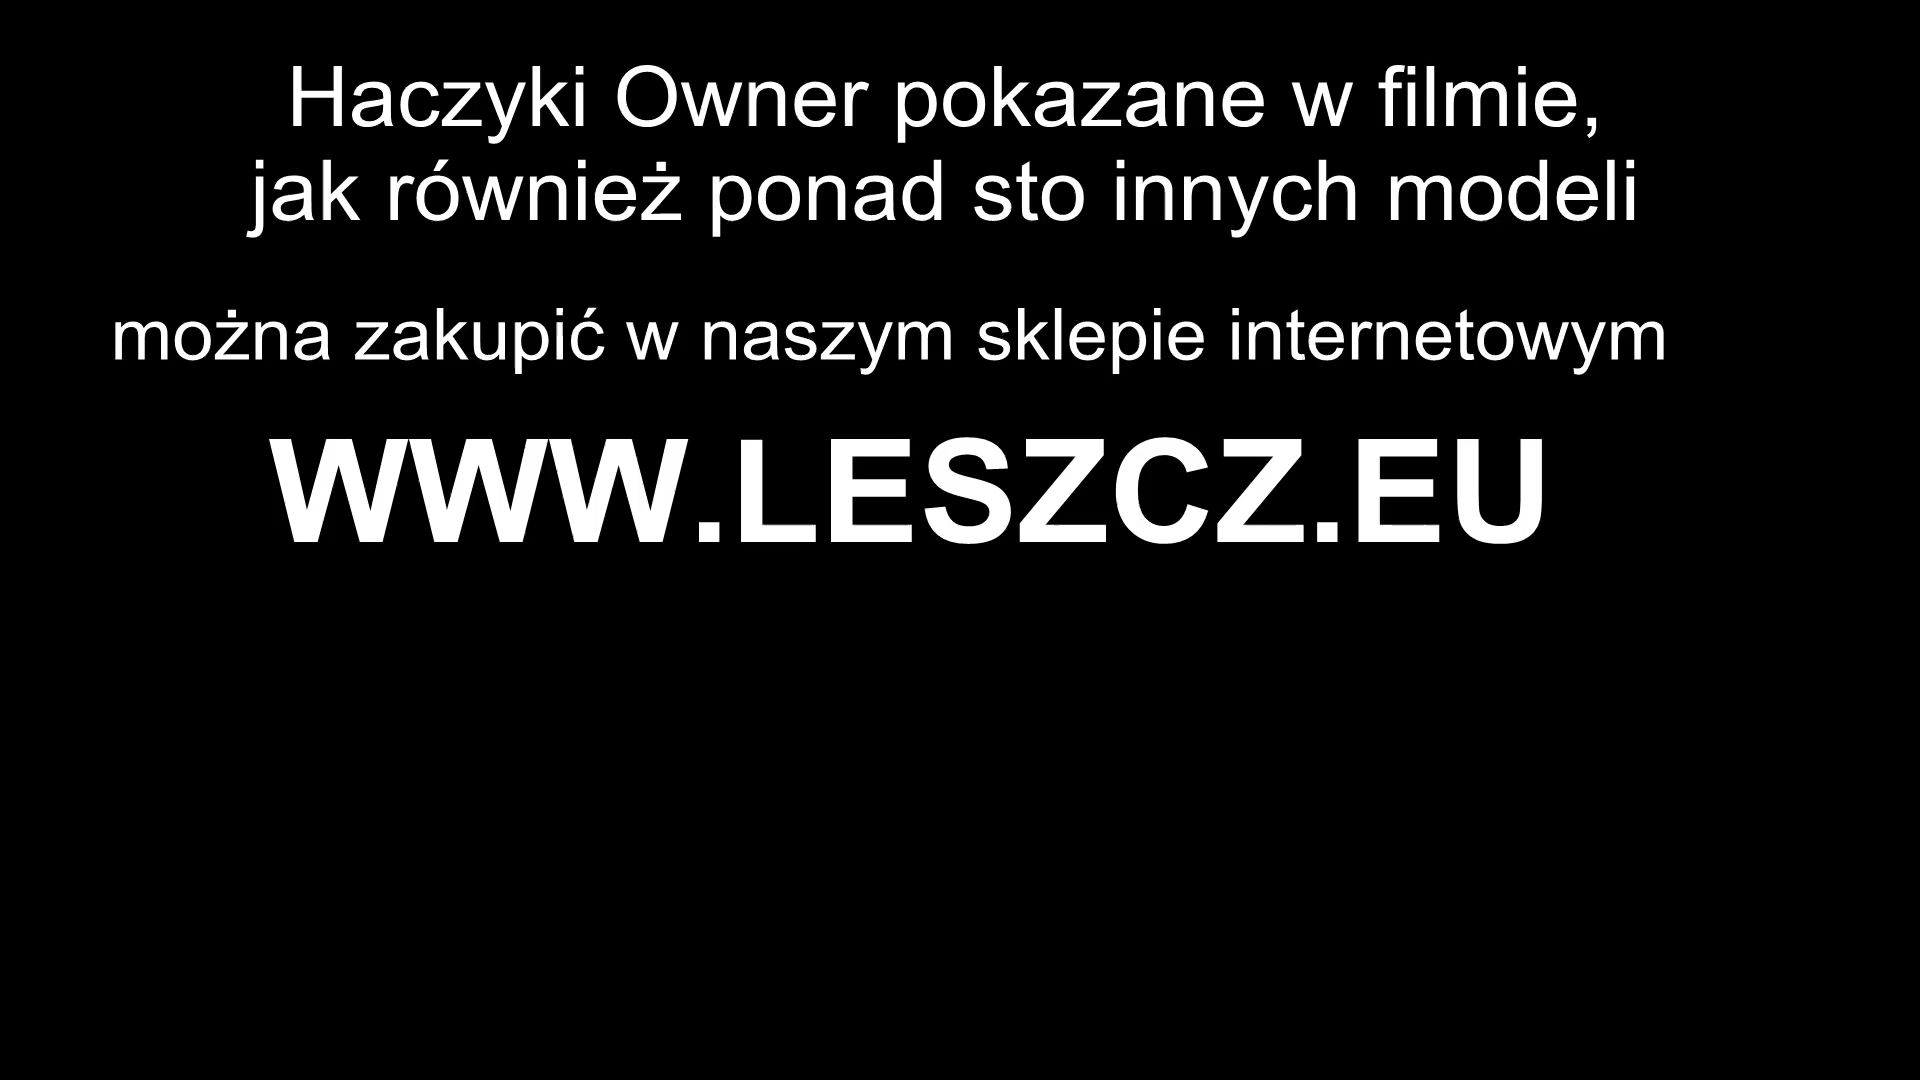 Haczyki Owner pokazane w filmie,
jak również ponad sto innych modeli
można zakupić w naszym sklepie internetowym
WWW.LESZCZ.EU